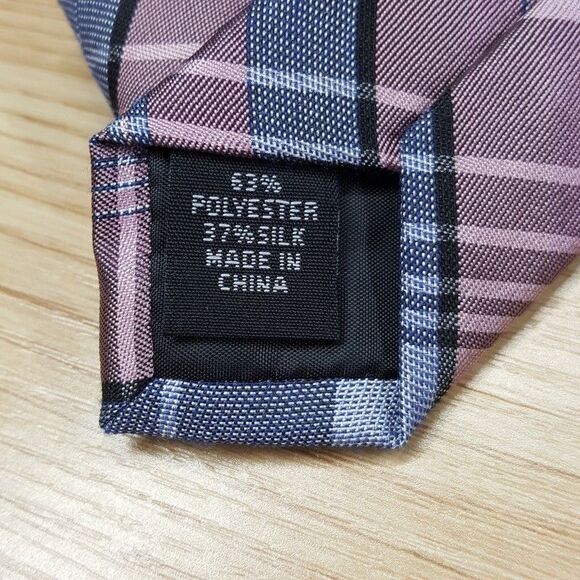 63%
POLYESTER
37%SILK
MADE IN
CHINA